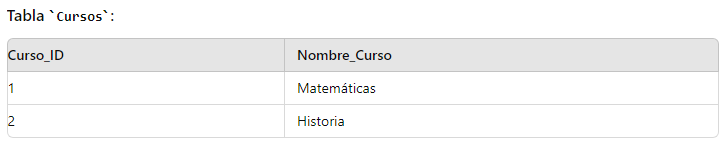 Tabla `Cursos`:
Curso_ID Nombre_Curso
1 Matemáticas
2 Historia